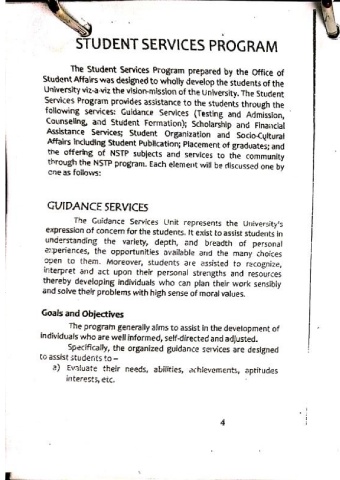 STUDENT SERVICES PROGRAM
The Student Services Program prepared by the Office of
Student Affairs was designed to wholly develop the students of the
University viz-a-viz the vision-mission of the University. The Student
Services Program provides assistance to the students through the
following services: Guidance Services (Testing and Admission,
Counseling, and Student Formation); Scholarship and Financial
Assistance Services; Student Organization and Socio-Cultural
Affairs including Student Publication; Placement of graduates; and
the offering of NSTP subjects and services to the community
through the NSTP program. Each element will be discussed one by
one as follows:
GUIDANCE SERVICES
The Guidance Services Unit represents the University's
expression of concern for the students. It exist to assist students in
understanding the variety, depth, and breadth of personal
experiences, the opportunities available and the many choices
open to them. Moreover, students are assisted to recognize,
interpret and act upon their personal strengths and resources
thereby developing individuals who can plan their work sensibly
and solve their problems with high sense of moral values.
Goals and Objectives
The program generally aims to assist in the development of
individuals who are well informed, self-directed and adjusted.
Specifically, the organized guidance services are designed
to assist students to –
a) Evaluate their needs, abilities, achievements, aptitudes
interests, etc.
4